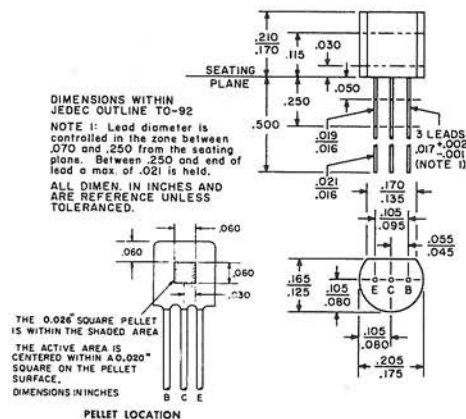 .210
.170
.115
.030
SEATING
PLANE
.050
.250
.500
DIMENSIONS WITHIN
JEDEC OUTLINE TO-92
NOTE 1: Lead diameter is
controlled in the zone between
.070 and .250 from the seating
plane. Between .250 and end of
lead a max. of .021 is held.
ALL DIMEN. IN INCHES AND
ARE REFERENCE UNLESS
TOLERANCED.
.019
.016
3 LEADS
.017 +.002
-.001
(NOTE 1)
.021
.016
.170
.135
.105
.095
.055
.045
.060
.060
.060
.030
.165
.125
.105
.080
E C B
.105
.080
.205
.175
THE 0.026" SQUARE PELLET
IS WITHIN THE SHADED AREA
THE ACTIVE AREA IS
CENTERED WITHIN A 0.020"
SQUARE ON THE PELLET
SURFACE.
DIMENSIONS IN INCHES
B C E
PELLET LOCATION